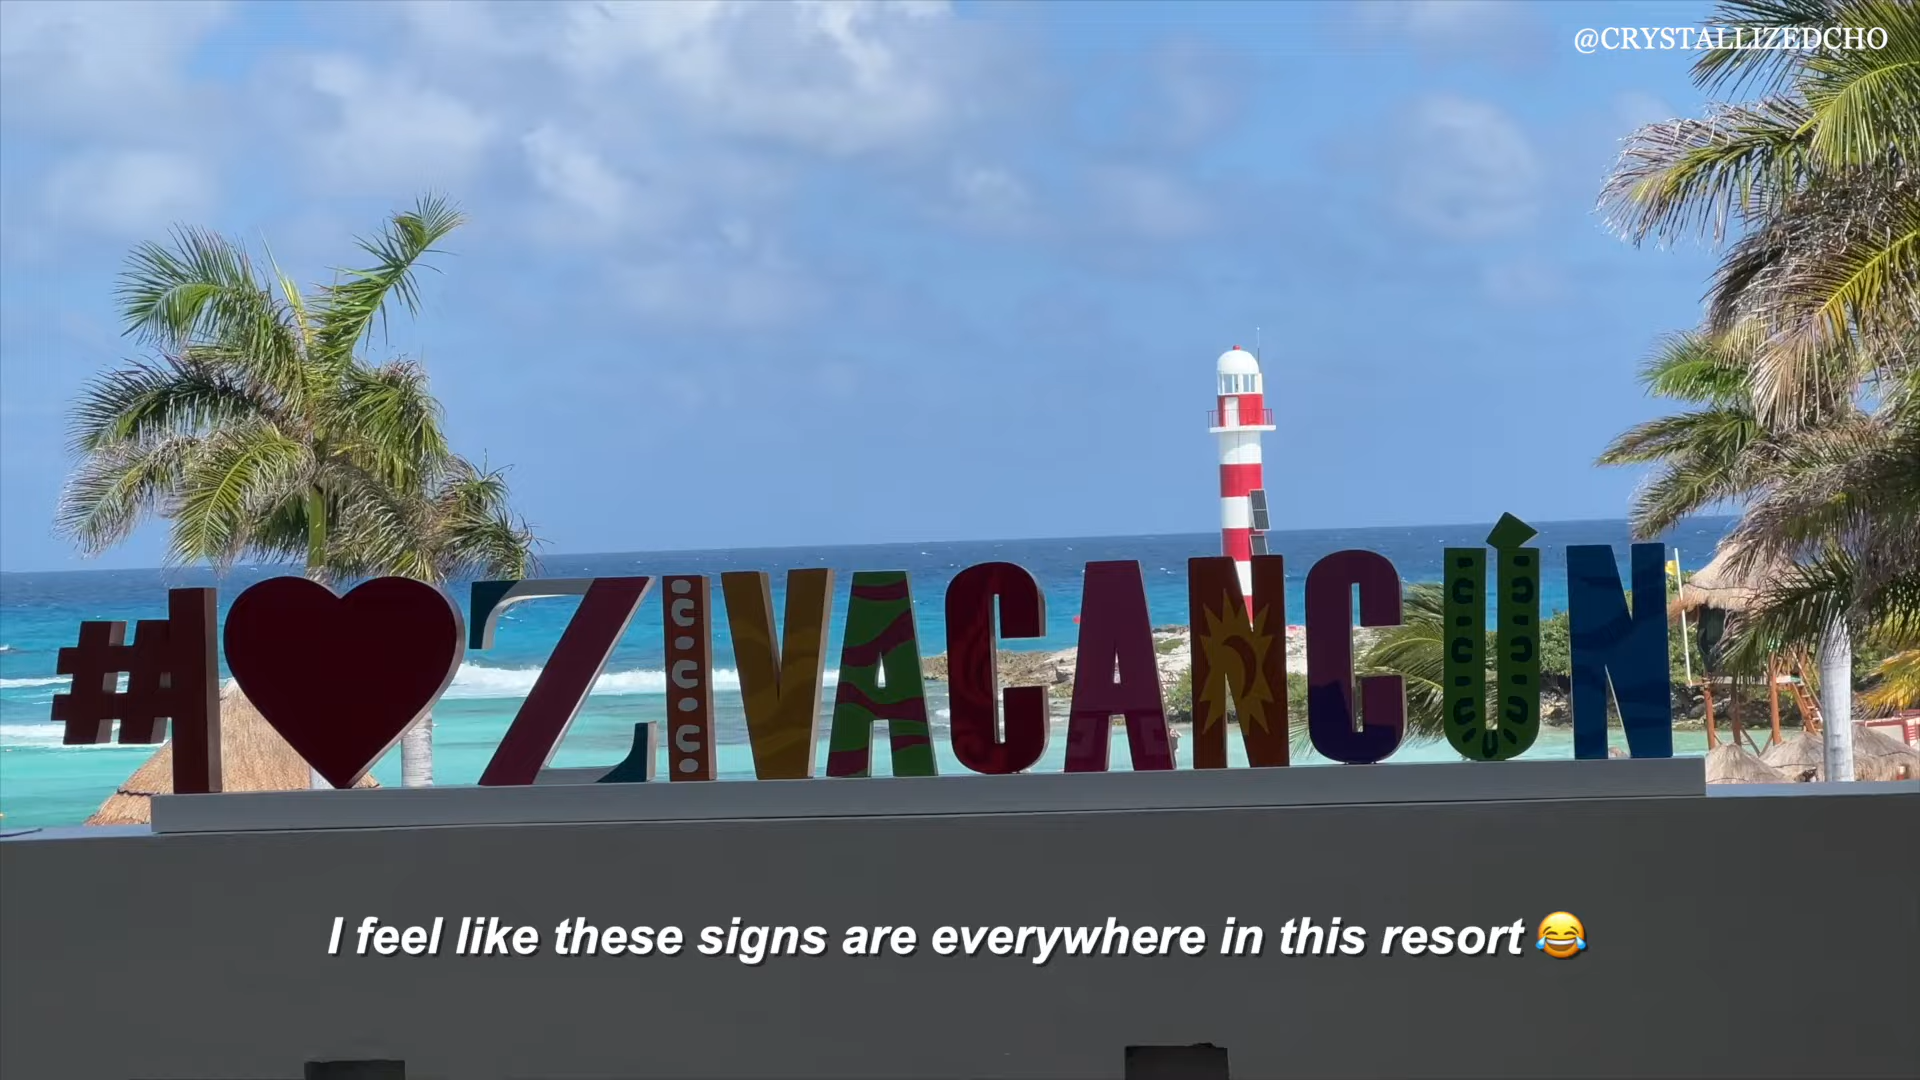 @CRYSTALLIZEDCHO
#I❤ZIVACANCÚN
I feel like these signs are everywhere in this resort 😂